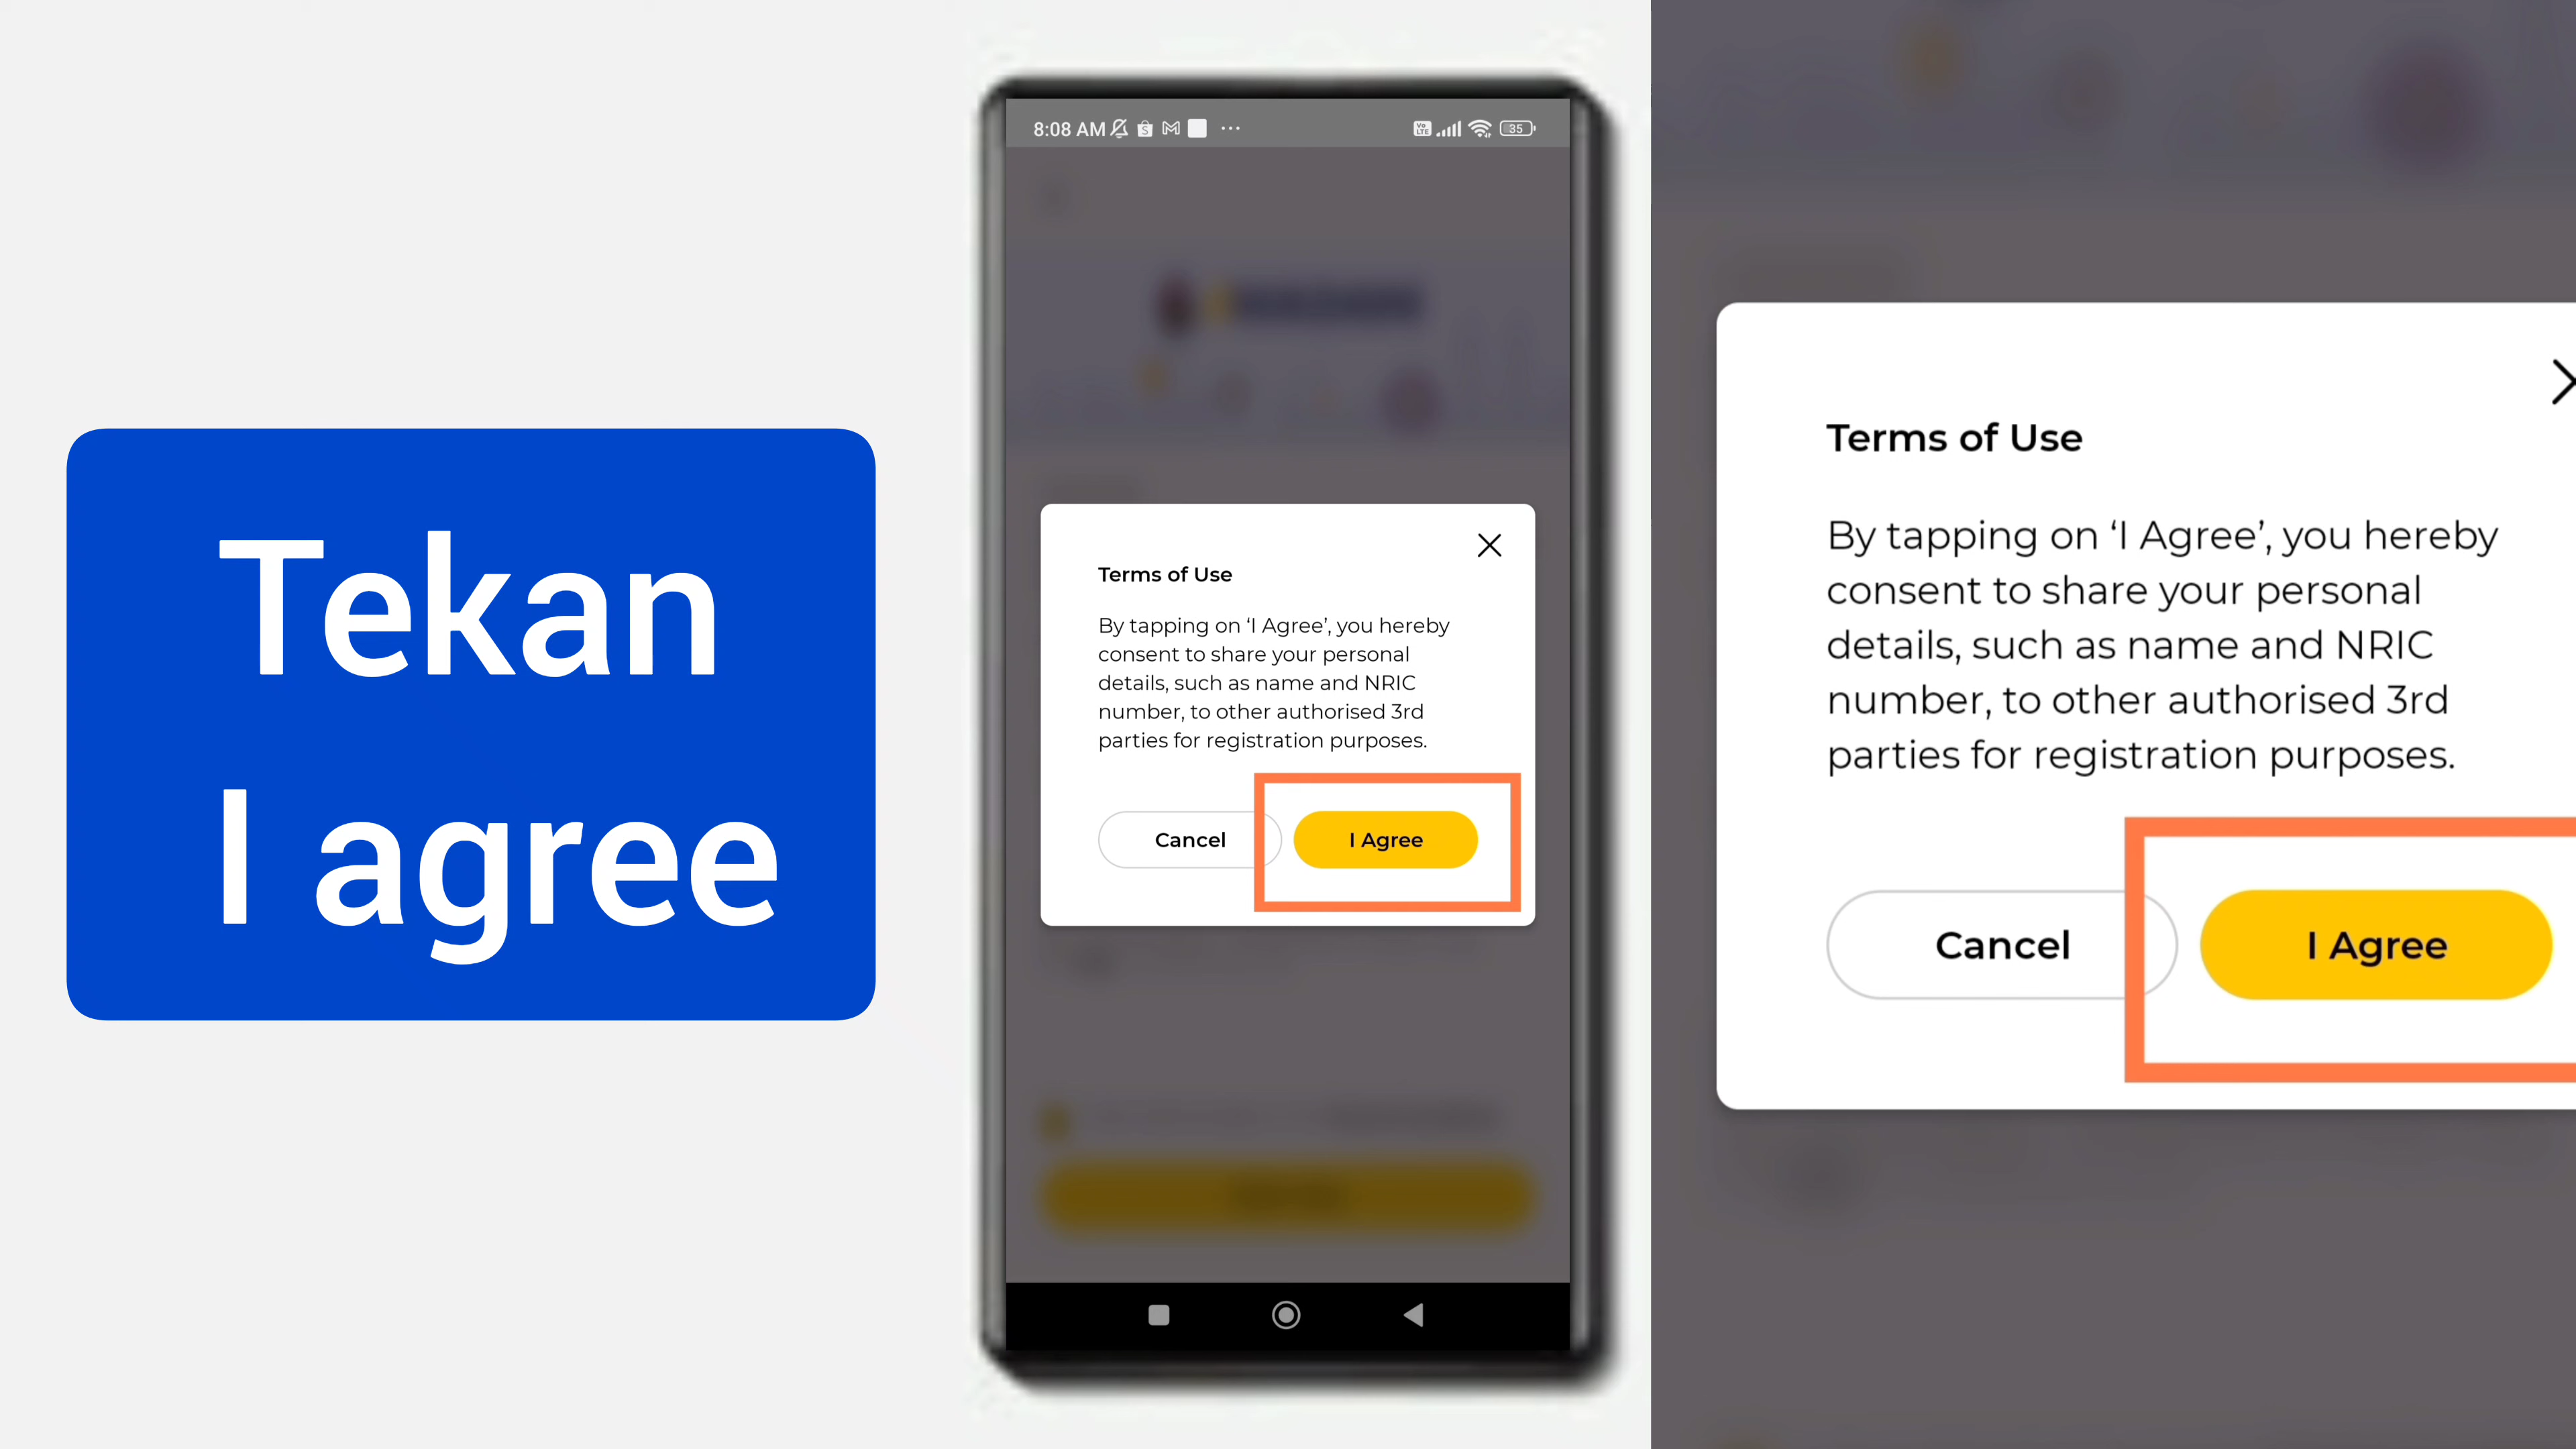 Tekan
I agree
8:08 AM
Vo
LTE
35
Terms of Use
By tapping on ‘I Agree’, you hereby
consent to share your personal
details, such as name and NRIC
number, to other authorised 3rd
parties for registration purposes.
Cancel
I Agree
Terms of Use
By tapping on ‘I Agree’, you hereby
consent to share your personal
details, such as name and NRIC
number, to other authorised 3rd
parties for registration purposes.
Cancel
I Agree